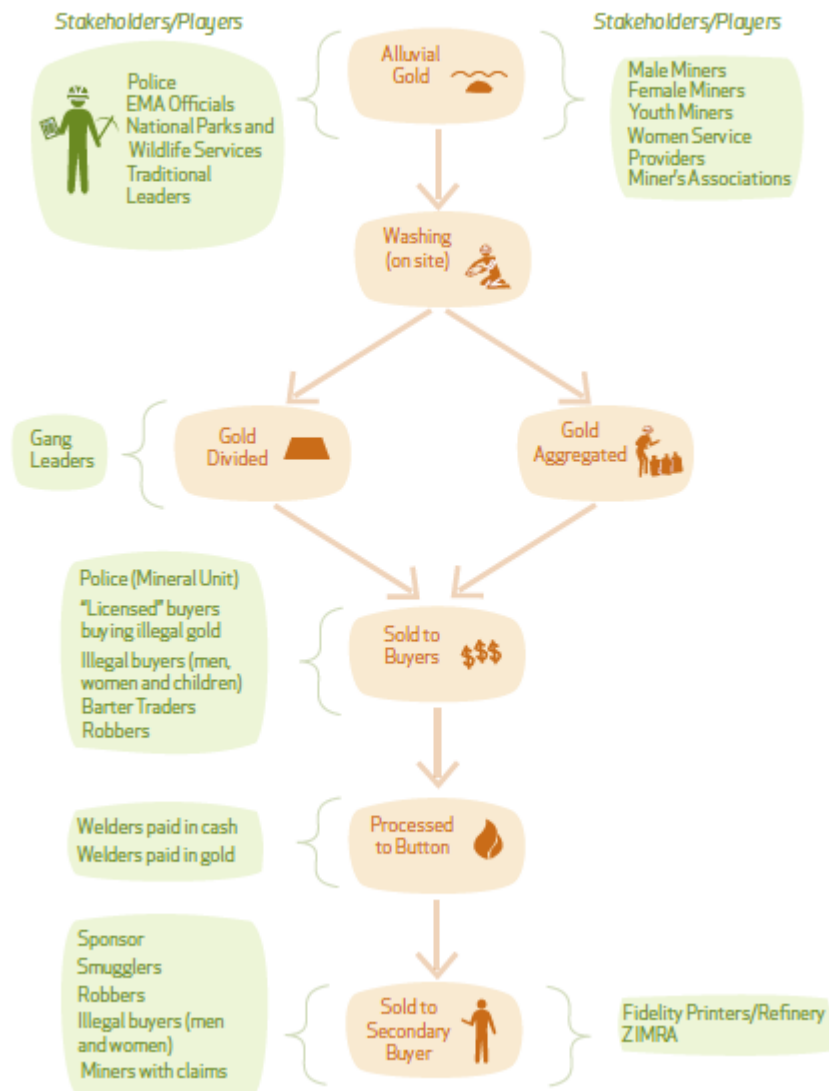 Stakeholders/Players
Stakeholders/Players
Police
EMA Officials
National Parks and
Wildlife Services
Traditional
Leaders
Alluvial
Gold
Male Miners
Female Miners
Youth Miners
Women Service
Providers
Miner's Associations
Washing
(on site)
Gang
Leaders
Gold
Divided
Gold
Aggregated
Police (Mineral Unit)
"Licensed" buyers
buying illegal gold
Illegal buyers (men,
women and children)
Barter Traders
Robbers
Sold to
Buyers
$$$
Welders paid in cash
Welders paid in gold
Processed
to Button
Sponsor
Smugglers
Robbers
Illegal buyers (men
and women)
Miners with claims
Sold to
Secondary
Buyer
Fidelity Printers/Refinery
ZIMRA